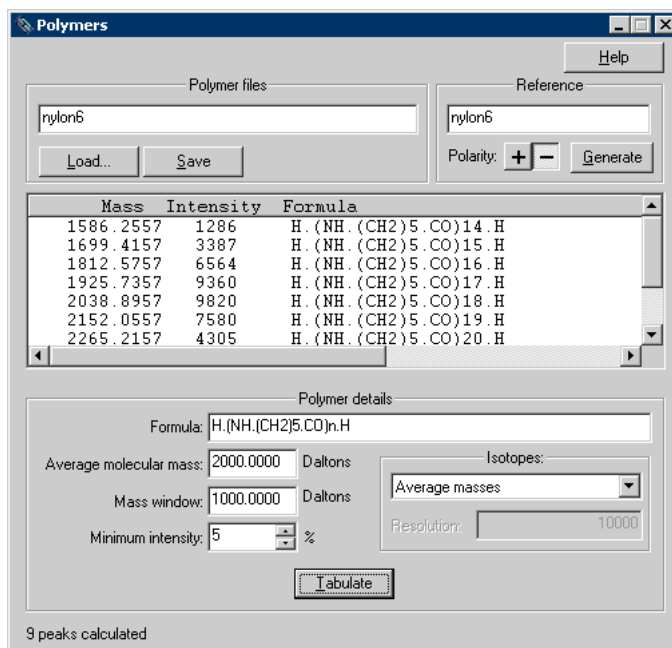 Polymers
Help
Polymer files
nylon6
Load... Save
Reference
nylon6
Polarity: + − Generate
Mass Intensity Formula
1586.2557 1286 H.(NH.(CH2)5.CO)14.H
1699.4157 3387 H.(NH.(CH2)5.CO)15.H
1812.5757 6564 H.(NH.(CH2)5.CO)16.H
1925.7357 9360 H.(NH.(CH2)5.CO)17.H
2038.8957 9820 H.(NH.(CH2)5.CO)18.H
2152.0557 7580 H.(NH.(CH2)5.CO)19.H
2265.2157 4305 H.(NH.(CH2)5.CO)20.H
Polymer details
Formula: H.(NH.(CH2)5.CO)n.H
Average molecular mass: 2000.0000 Daltons
Mass window: 1000.0000 Daltons
Minimum intensity: 5 %
Isotopes:
Average masses
Resolution: 10000
Tabulate
9 peaks calculated